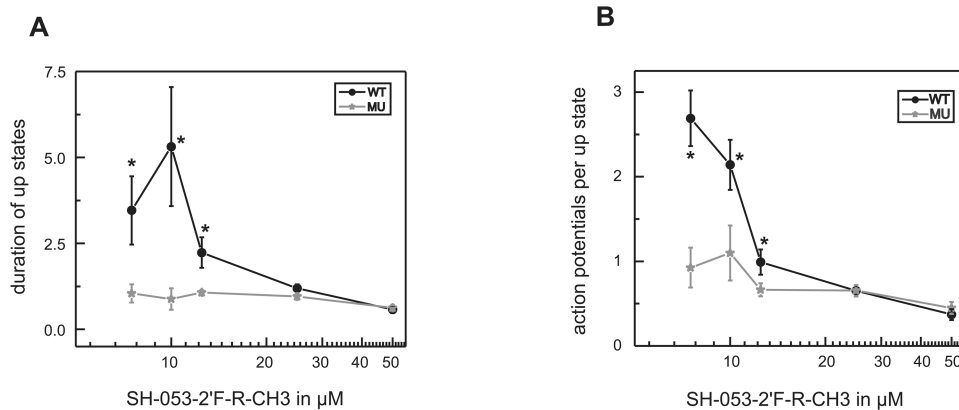 A
B
7.5
5.0
2.5
0.0
duration of up states
WT
MU
*
*
*
10
20
30
40
50
SH-053-2'F-R-CH3 in µM
3
2
1
0
action potentials per up state
WT
MU
*
*
*
10
20
30
40
50
SH-053-2'F-R-CH3 in µM